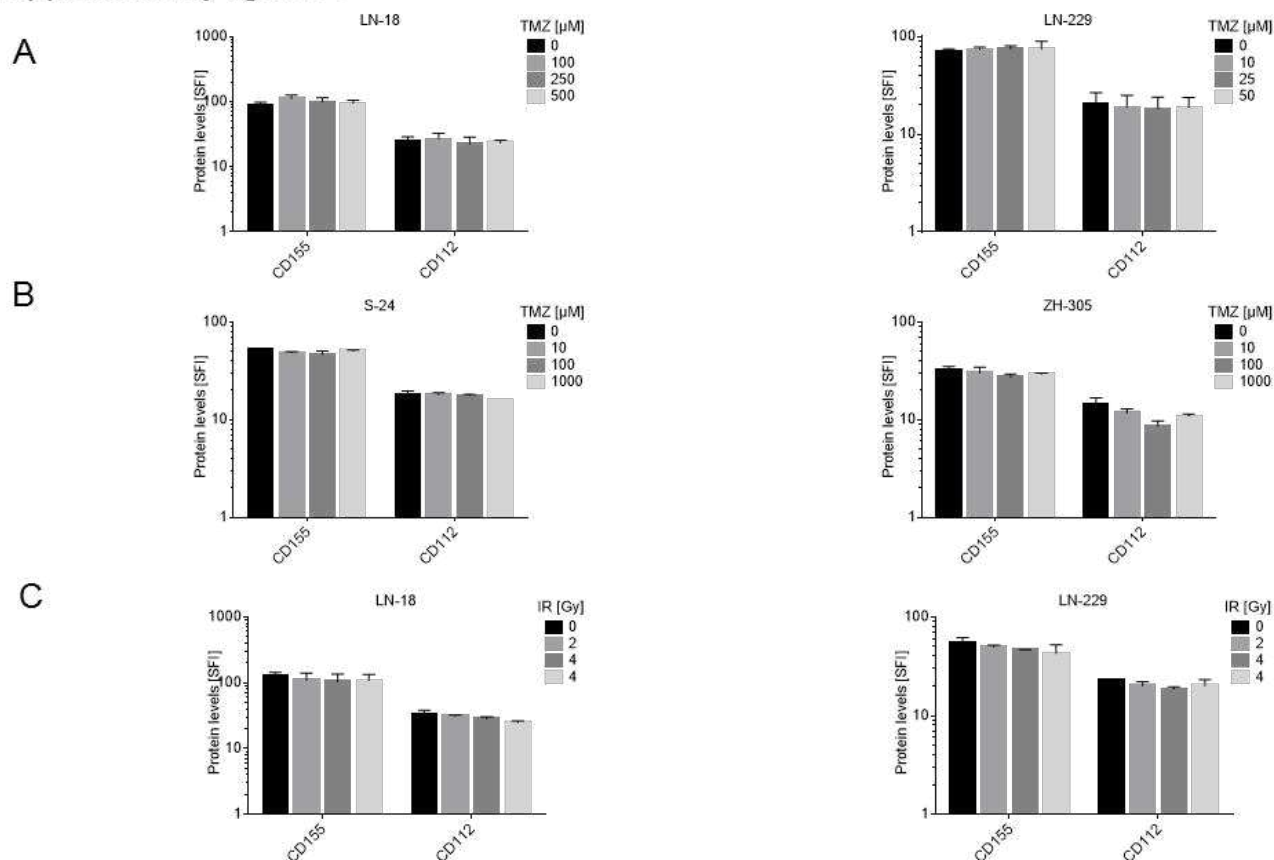 A
LN-18
Protein levels [SFI]
1000
100
10
1
CD155
CD112
TMZ [µM]
0
100
250
500
LN-229
Protein levels [SFI]
100
10
1
CD155
CD112
TMZ [µM]
0
10
25
50
B
S-24
Protein levels [SFI]
100
10
1
CD155
CD112
TMZ [µM]
0
10
100
1000
ZH-305
Protein levels [SFI]
100
10
1
CD155
CD112
TMZ [µM]
0
10
100
1000
C
LN-18
Protein levels [SFI]
1000
100
10
1
CD155
CD112
IR [Gy]
0
2
4
4
LN-229
Protein levels [SFI]
100
10
1
CD155
CD112
IR [Gy]
0
2
4
4